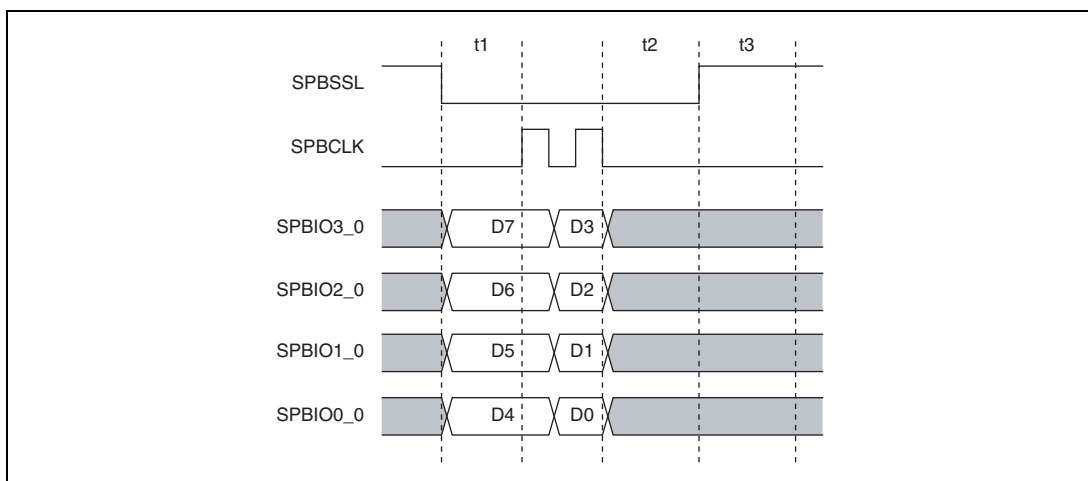 t1 t2 t3
SPBSSL
SPBCLK
SPBIO3_0 D7 D3
SPBIO2_0 D6 D2
SPBIO1_0 D5 D1
SPBIO0_0 D4 D0